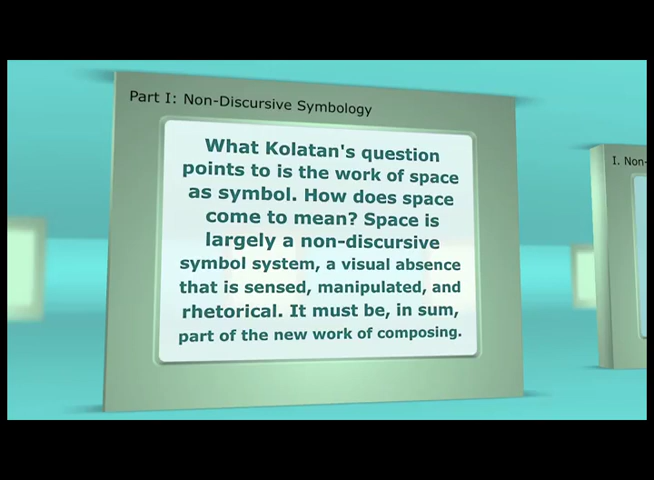 Part I: Non-Discursive Symbology
What Kolatan's question
points to is the work of space
as symbol. How does space
come to mean? Space is
largely a non-discursive
symbol system, a visual absence
that is sensed, manipulated, and
rhetorical. It must be, in sum,
part of the new work of composing.
I. Non-